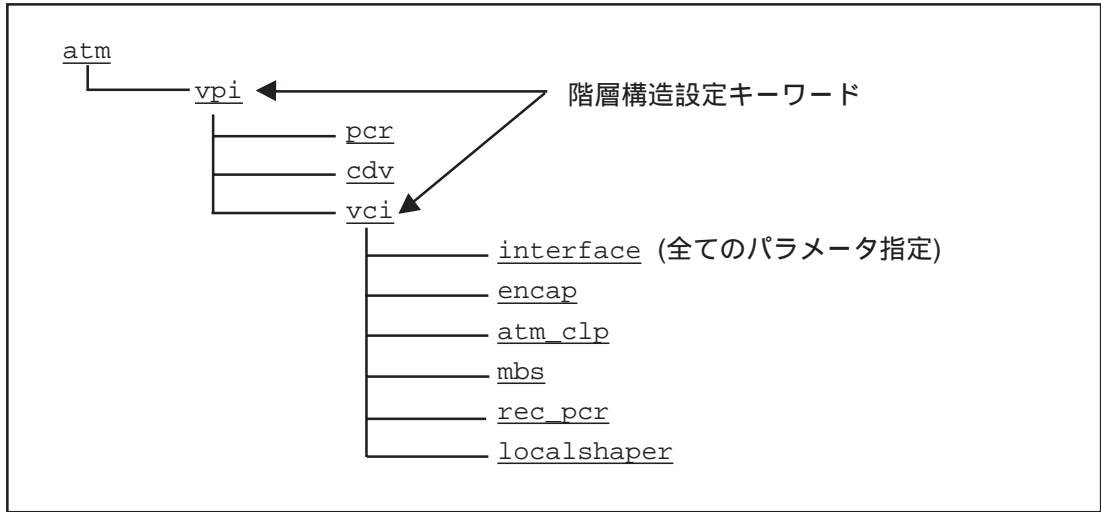 atm
vpi 階層構造設定キーワード
pcr
cdv
vci
interface (全てのパラメータ指定)
encap
atm_clp
mbs
rec_pcr
localshaper